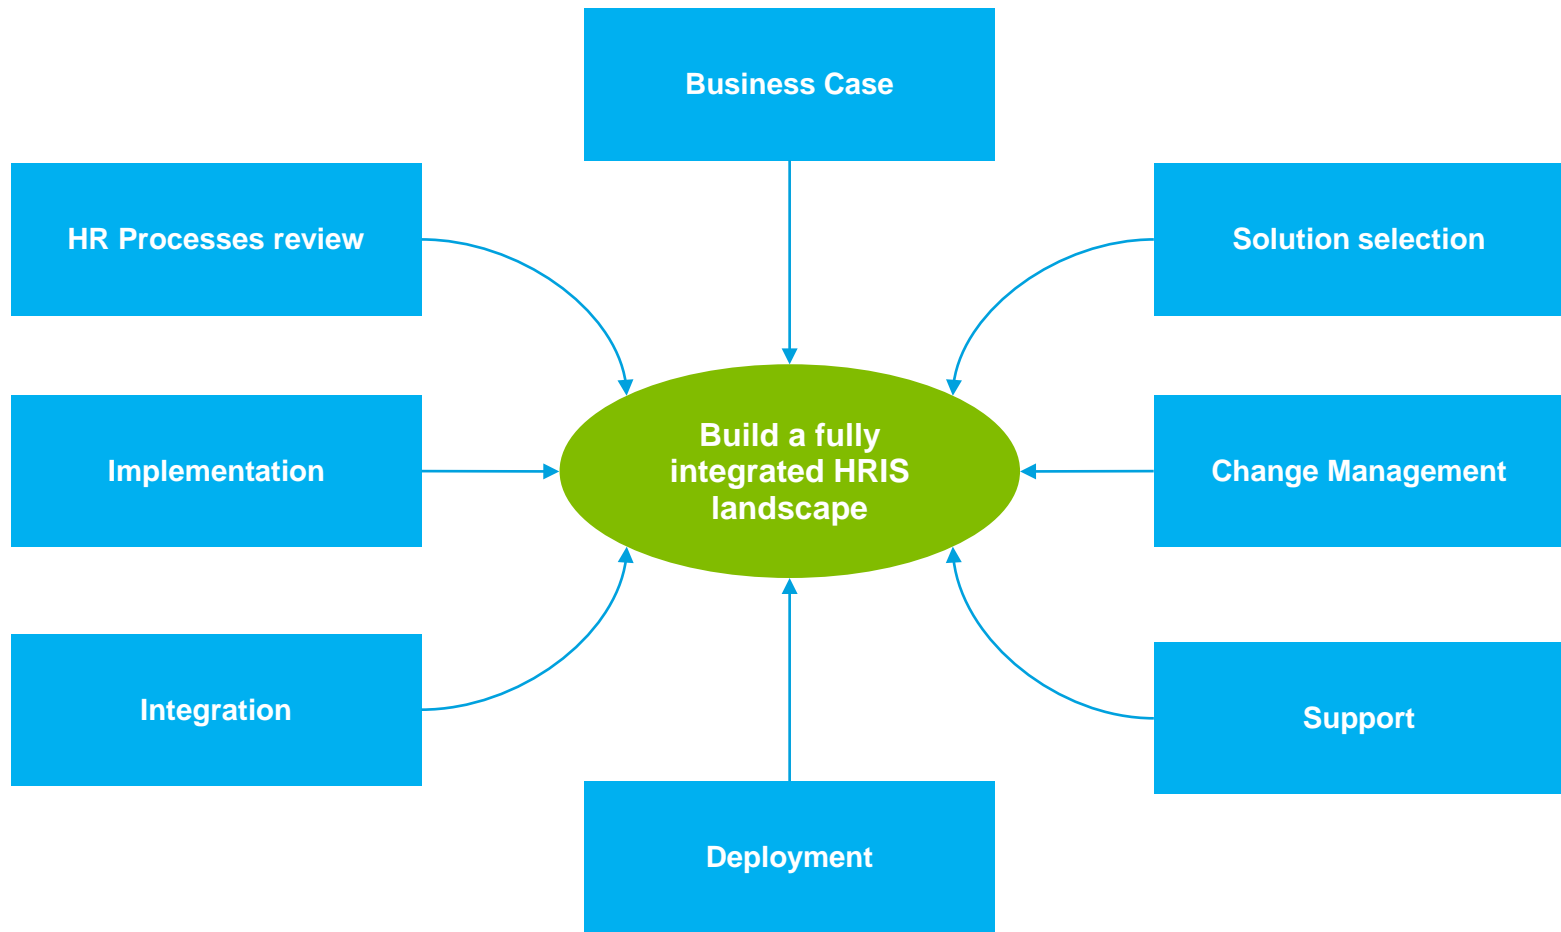 Business Case
HR Processes review
Solution selection
Build a fully
integrated HRIS
landscape
Implementation
Change Management
Integration
Support
Deployment